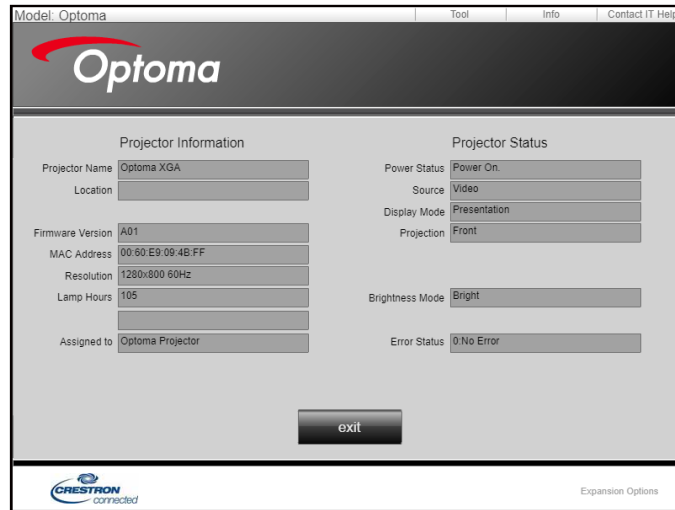 Model: Optoma
Tool Info Contact IT Help
Optoma
Projector Information
Projector Name Optoma XGA
Location
Firmware Version A01
MAC Address 00:60:E9:09:4B:FF
Resolution 1280x800 60Hz
Lamp Hours 105
Assigned to Optoma Projector
Projector Status
Power Status Power On.
Source Video
Display Mode Presentation
Projection Front
Brightness Mode Bright
Error Status 0:No Error
exit
CRESTRON
connected
Expansion Options